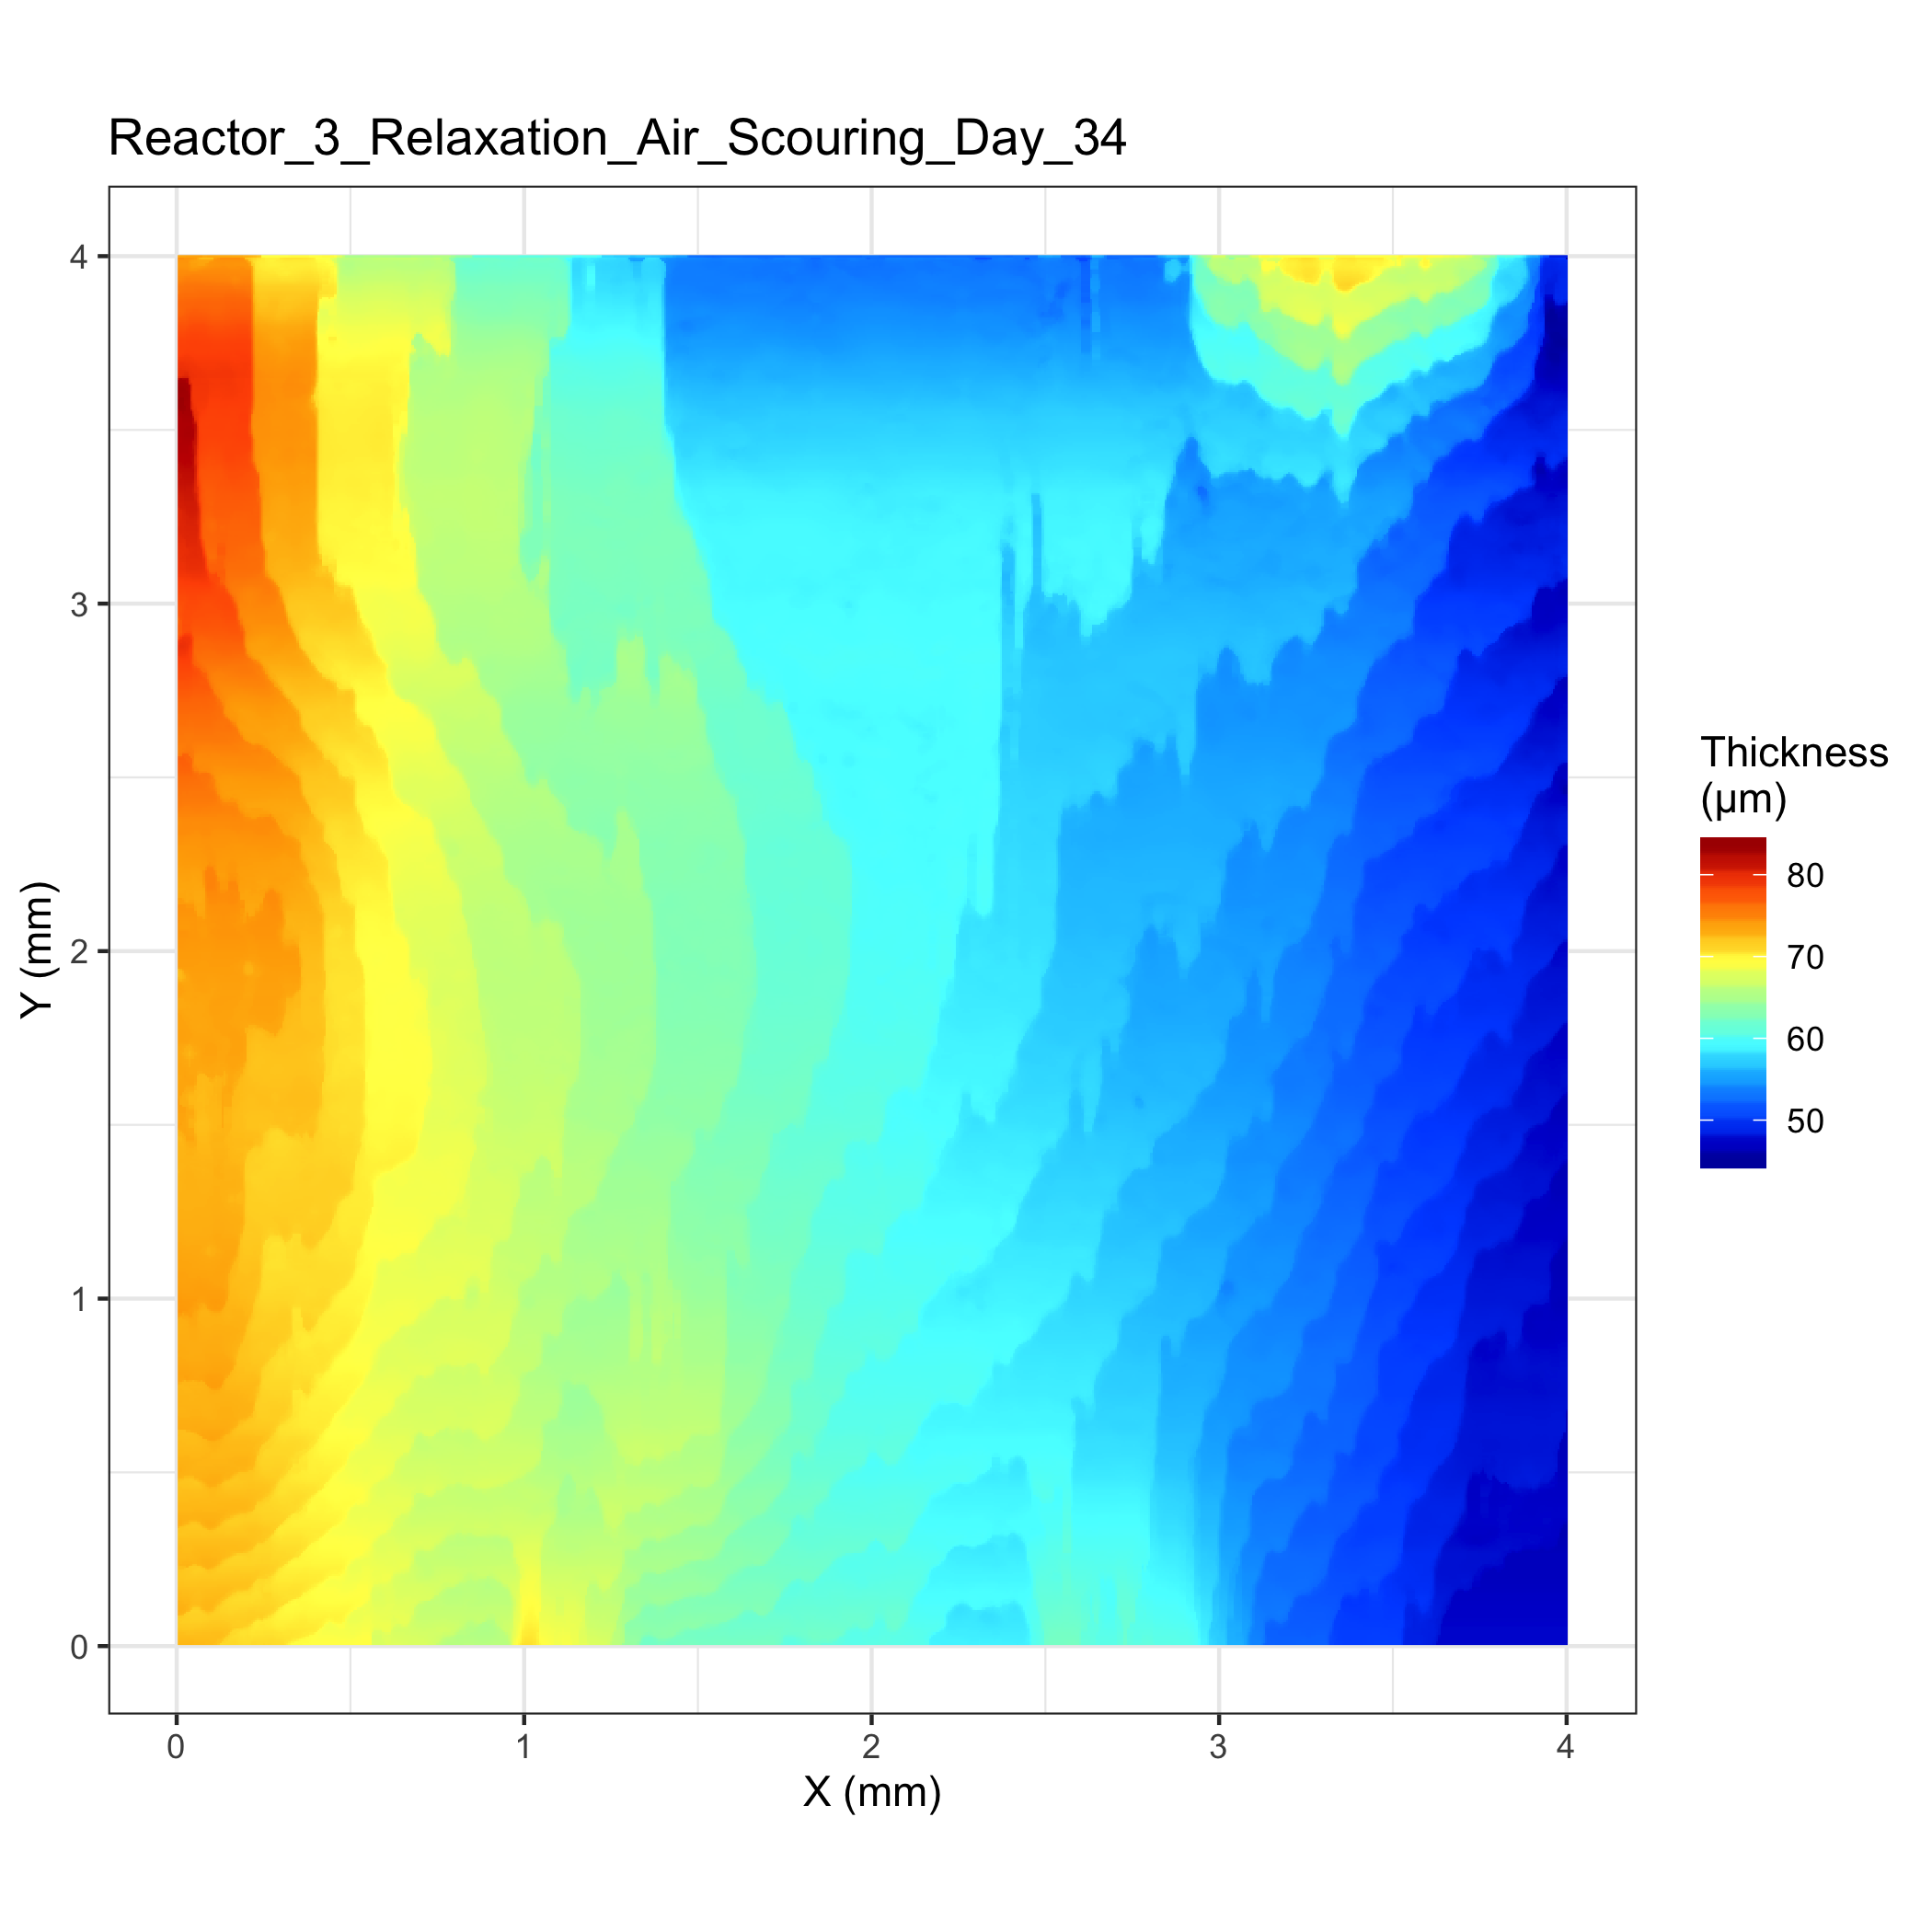 Reactor_3_Relaxation_Air_Scouring_Day_34
4
3
2
1
0
Y (mm)
0 1 2 3 4
X (mm)
Thickness
(μm)
80
70
60
50